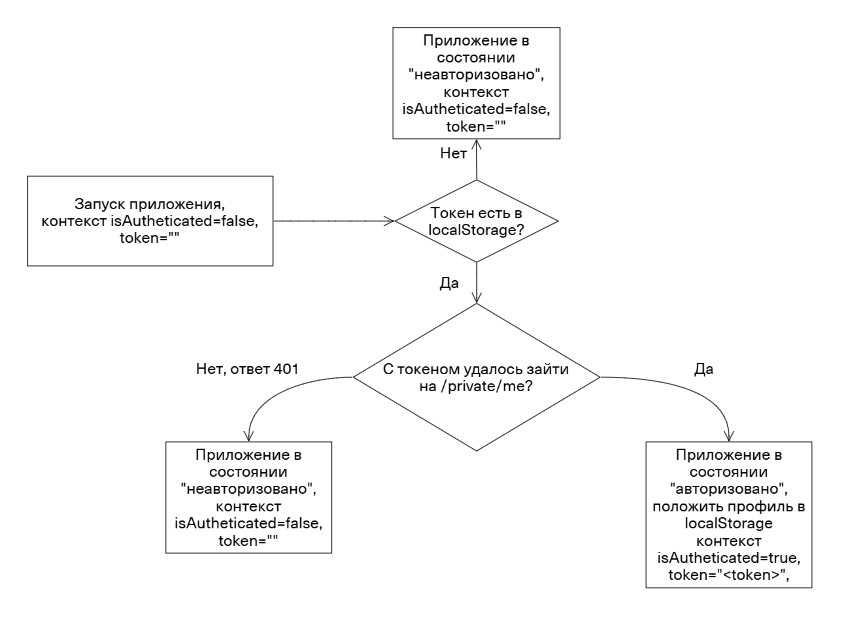 Приложение в
состоянии
"неавторизовано",
контекст
isAutheticated=false,
token=""
Нет
Запуск приложения,
контекст isAutheticated=false,
token=""
Токен есть в
localStorage?
Да
С токеном удалось зайти
на /private/me?
Нет, ответ 401
Да
Приложение в
состоянии
"неавторизовано",
контекст
isAutheticated=false,
token=""
Приложение в
состоянии
"авторизовано",
положить профиль в
localStorage
контекст
isAutheticated=true,
token="<token>",